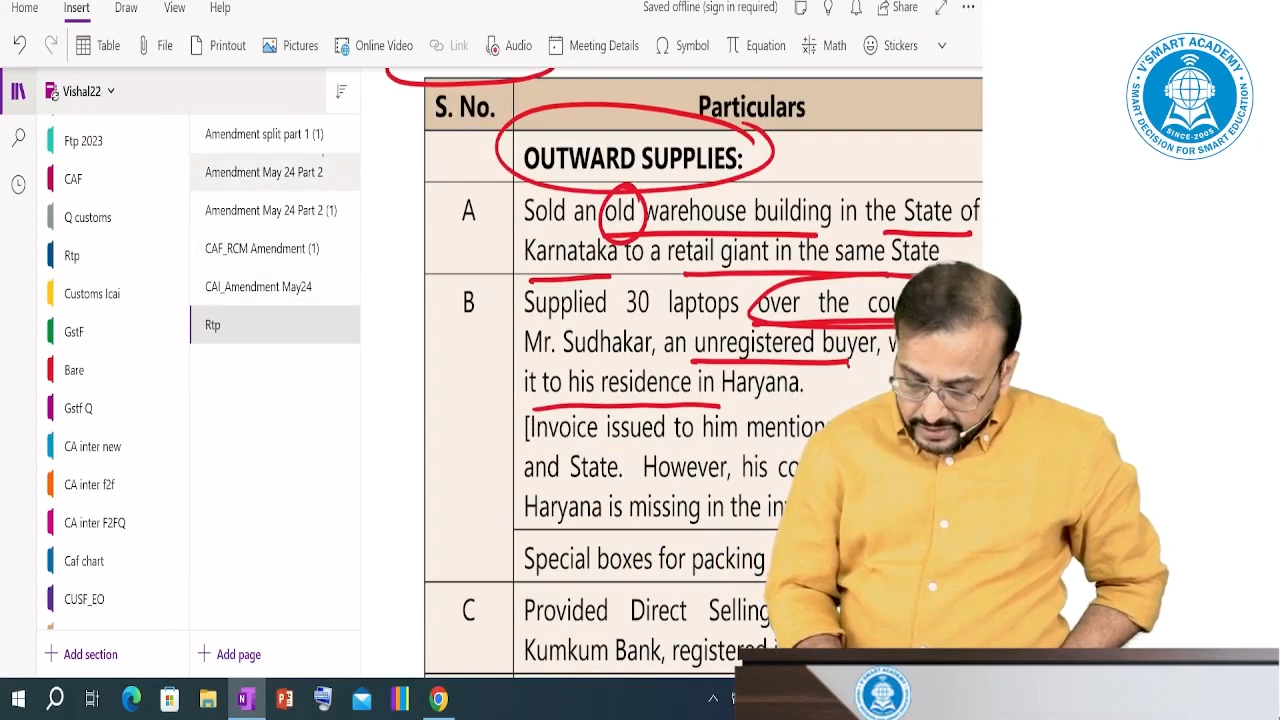 Home Insert Draw View Help Saved offline (sign in required) Share
Table File Printout Pictures Online Video Link Audio Meeting Details Symbol Equation Math Stickers
Vishal22
Ftp 2023
CAF
Q customs
Rtp
Customs Icai
GstF
Bare
Gstf Q
CA inter new
CA inter f2f
CA inter F2FQ
Caf chart
CUSF_EO
Add section
Amendment split part 1 (1)
Amendment May 24 Part 2
Amendment May 24 Part 2 (1)
CAF_RCM Amendment (1)
CAI_Amendment May24
Rtp
Add page
S. No. Particulars
OUTWARD SUPPLIES:
A Sold an old warehouse building in the State of
Karnataka to a retail giant in the same State
B Supplied 30 laptops over the
Mr. Sudhakar, an unregistered buyer,
it to his residence in Haryana.
[Invoice issued to him
and State. However, his
Haryana is missing in the
Special boxes for packing
C Provided Direct Selling
Kumkum Bank, registered
V'SMART ACADEMY
SINCE-2005
SMART DECISION FOR SMART EDUCATION